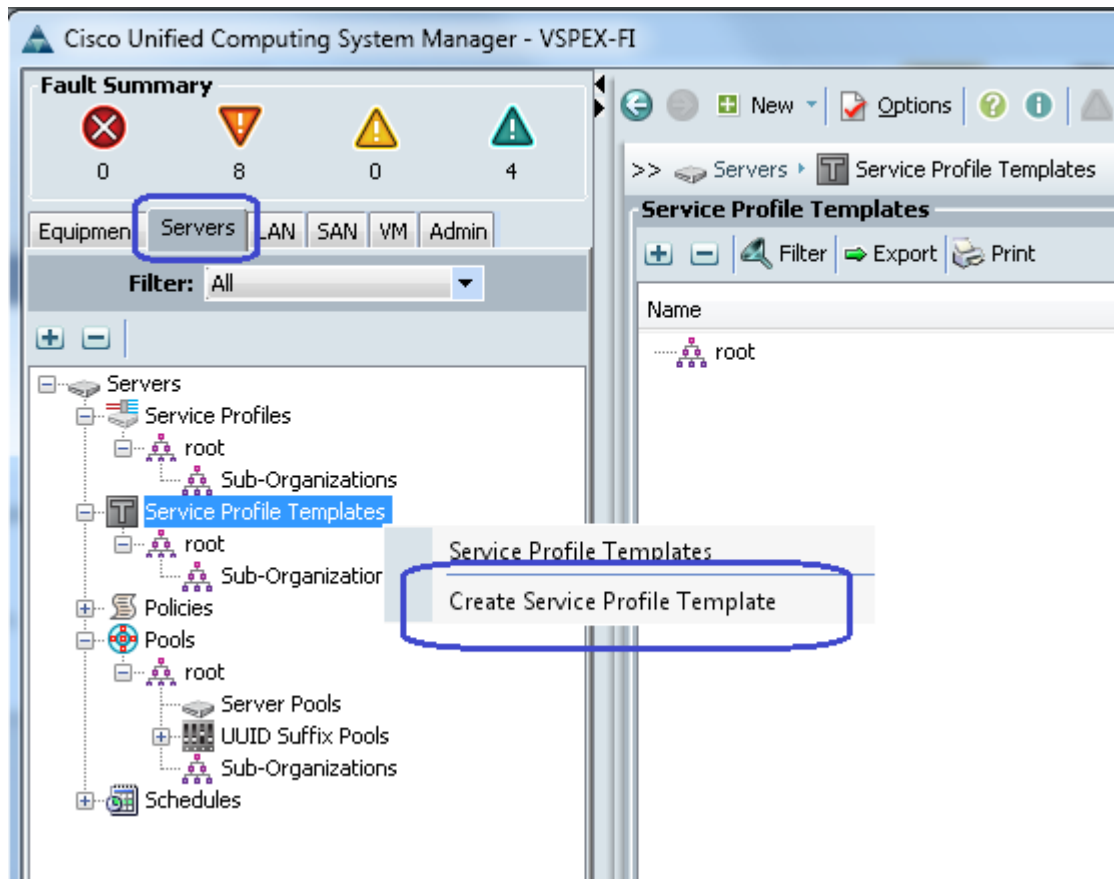 Cisco Unified Computing System Manager - VSPEX-FI
Fault Summary
0 8 0 4
Equipmen Servers LAN SAN VM Admin
Filter: All
Servers
Service Profiles
root
Sub-Organizations
Service Profile Templates
root
Sub-Organization
Policies
Pools
root
Server Pools
UUID Suffix Pools
Sub-Organizations
Schedules
New Options
>> Servers Service Profile Templates
Service Profile Templates
Filter Export Print
Name
root
Service Profile Templates
Create Service Profile Template